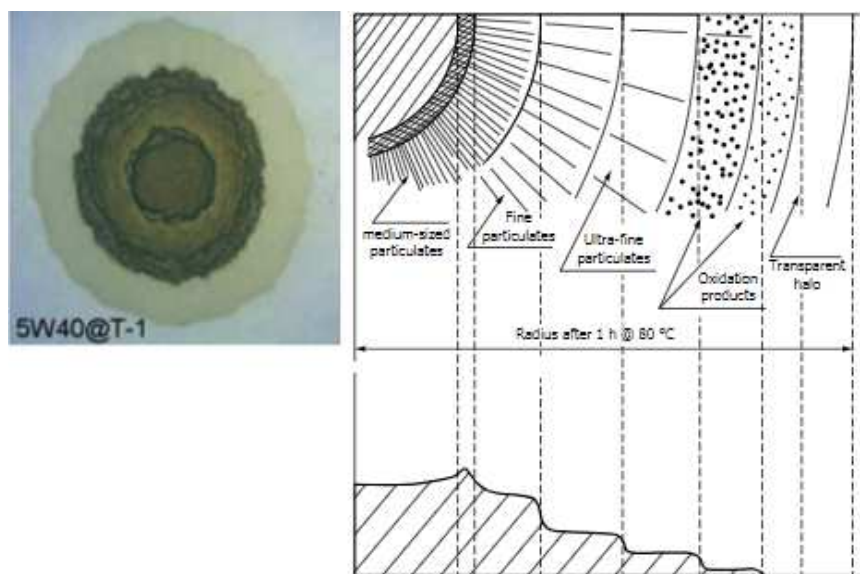 5W40@T-1
medium-sized
particulates
Fine
particulates
Ultra-fine
particulates
Oxidation
products
Transparent
halo
Radius after 1 h @ 80 °C